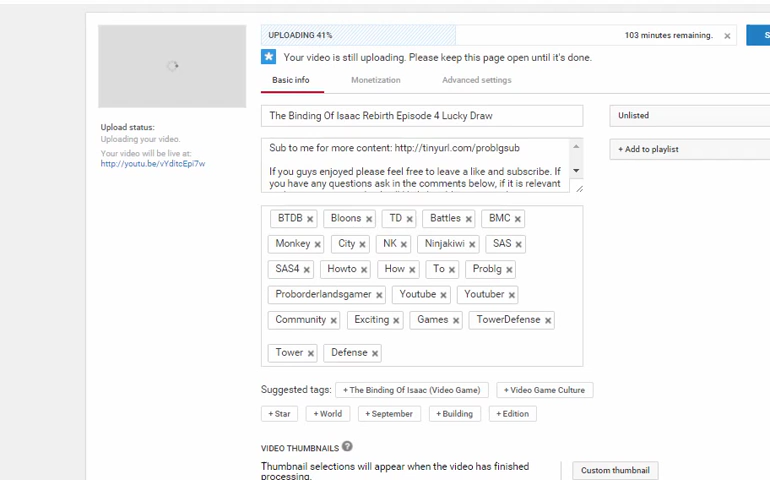 UPLOADING 41% 103 minutes remaining. ×
Your video is still uploading. Please keep this page open until it's done.
Basic info Monetization Advanced settings
Upload status:
Uploading your video.
Your video will be live at:
http://youtu.be/vYditcEpi7w
The Binding Of Isaac Rebirth Episode 4 Lucky Draw
Unlisted
Sub to me for more content: http://tinyurl.com/problgsub
+ Add to playlist
If you guys enjoyed please feel free to leave a like and subscribe. If
you have any questions ask in the comments below, if it is relevant
BTDB × Bloons × TD × Battles × BMC ×
Monkey × City × NK × Ninjakiwi × SAS ×
SAS4 × Howto × How × To × Problg ×
Proborderlandsgamer × Youtube × Youtuber ×
Community × Exciting × Games × TowerDefense ×
Tower × Defense ×
Suggested tags: + The Binding Of Isaac (Video Game) + Video Game Culture
+ Star + World + September + Building + Edition
VIDEO THUMBNAILS ?
Thumbnail selections will appear when the video has finished
processing.
Custom thumbnail